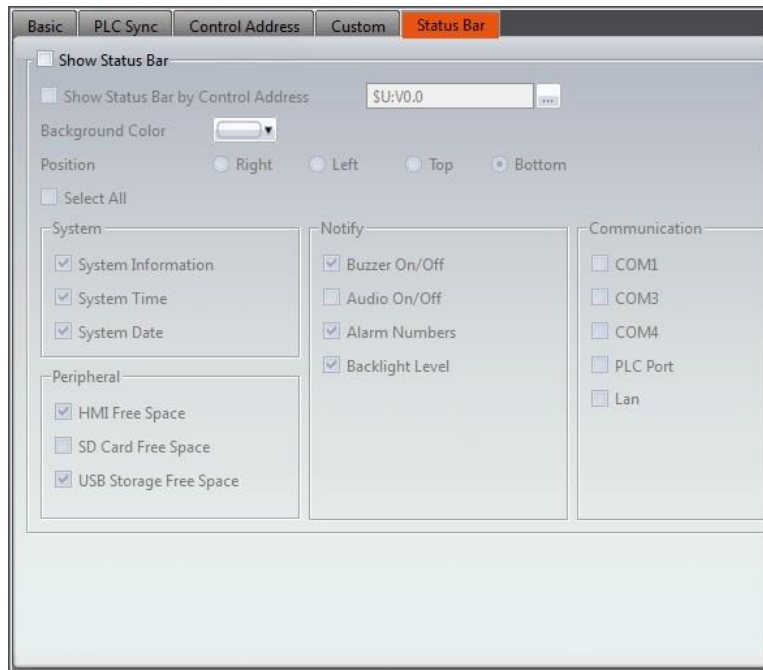 Basic PLC Sync Control Address Custom Status Bar
Show Status Bar
Show Status Bar by Control Address $U:V0.0 ...
Background Color
Position Right Left Top Bottom
Select All
System
System Information
System Time
System Date
Peripheral
HMI Free Space
SD Card Free Space
USB Storage Free Space
Notify
Buzzer On/Off
Audio On/Off
Alarm Numbers
Backlight Level
Communication
COM1
COM3
COM4
PLC Port
Lan